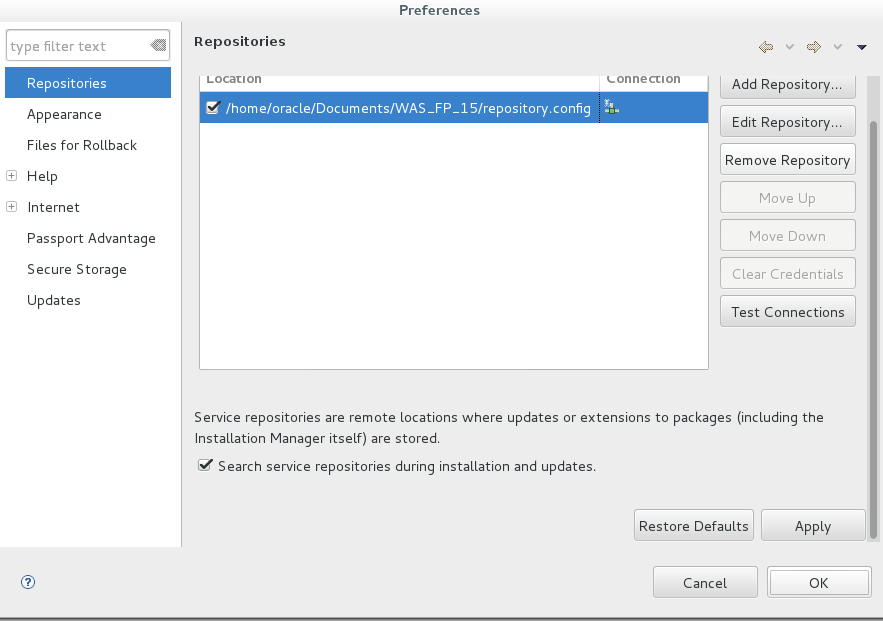 Preferences
type filter text
Repositories
Appearance
Files for Rollback
Help
Internet
Passport Advantage
Secure Storage
Updates
Repositories
Location
Connection
/home/oracle/Documents/WAS_FP_15/repository.config
Add Repository...
Edit Repository...
Remove Repository
Move Up
Move Down
Clear Credentials
Test Connections
Service repositories are remote locations where updates or extensions to packages (including the
Installation Manager itself) are stored.
Search service repositories during installation and updates.
Restore Defaults
Apply
?
Cancel
OK